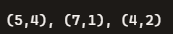 (5,4), (7,1), (4,2)